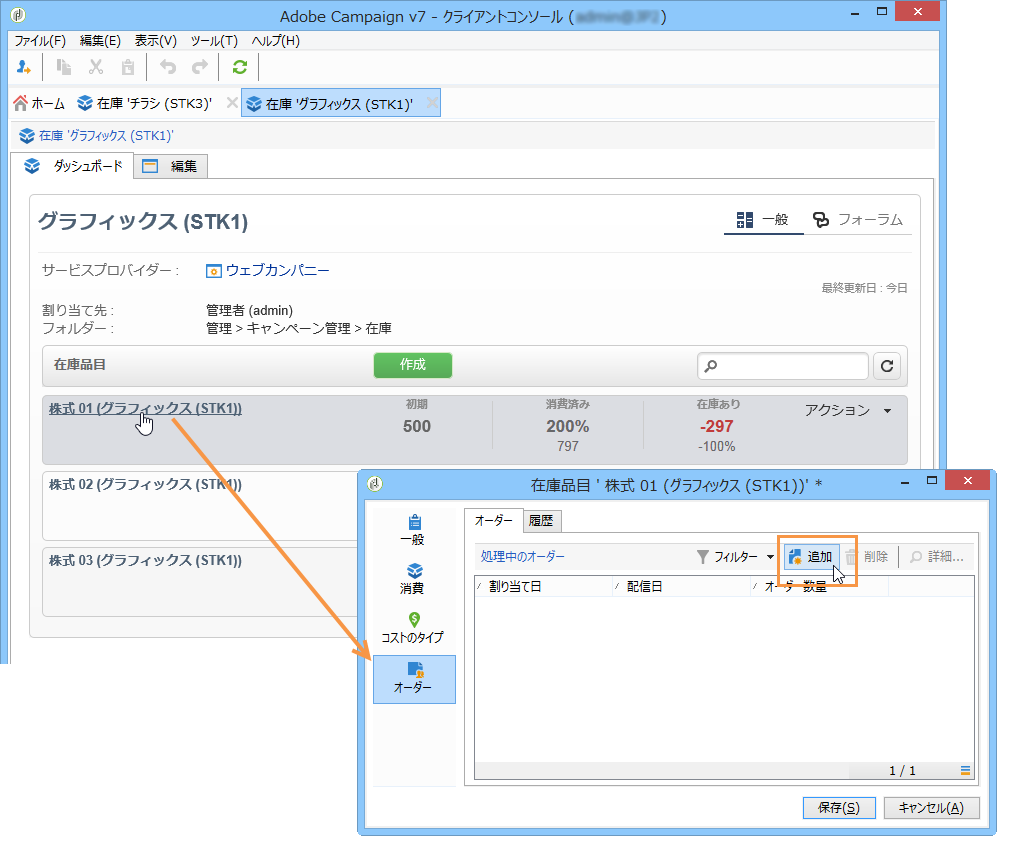 Adobe Campaign v7 - クライアントコンソール (
)
ファイル(F) 編集(E) 表示(V) ツール(T) ヘルプ(H)
ホーム 在庫 'チラシ (STK3)' 在庫 'グラフィックス (STK1)'
在庫 'グラフィックス (STK1)'
ダッシュボード 編集
グラフィックス (STK1) 一般 フォーラム
サービスプロバイダー : ウェブカンパニー
最終更新日 : 今日
割り当て先 : 管理者 (admin)
フォルダー : 管理 > キャンペーン管理 > 在庫
在庫品目 作成
株式 01 (グラフィックス (STK1)) 初期 消費済み 在庫あり アクション
500 200% -297
797 -100%
株式 02 (グラフィックス (STK1))
株式 03 (グラフィックス (STK1))
在庫品目 ' 株式 01 (グラフィックス (STK1))' *
一般
消費
コストのタイプ
オーダー
オーダー 履歴
処理中のオーダー フィルター 追加 削除 詳細...
割り当て日 配信日 オーダー数量
1 / 1
保存(S) キャンセル(A)